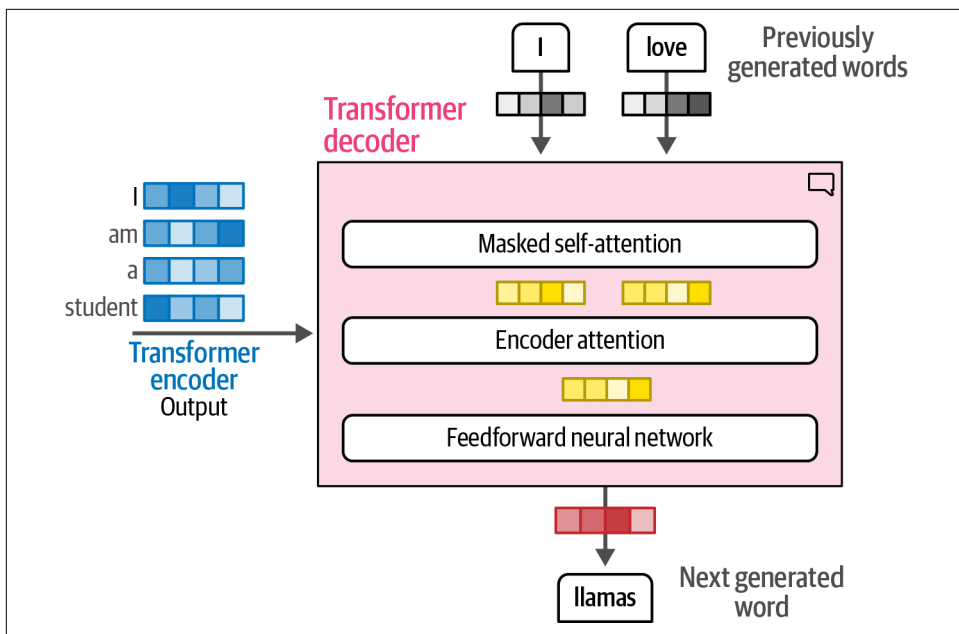 I
love
Previously
generated words
Transformer
decoder
I
am
a
student
Transformer
encoder
Output
Masked self-attention
Encoder attention
Feedforward neural network
llamas
Next generated
word